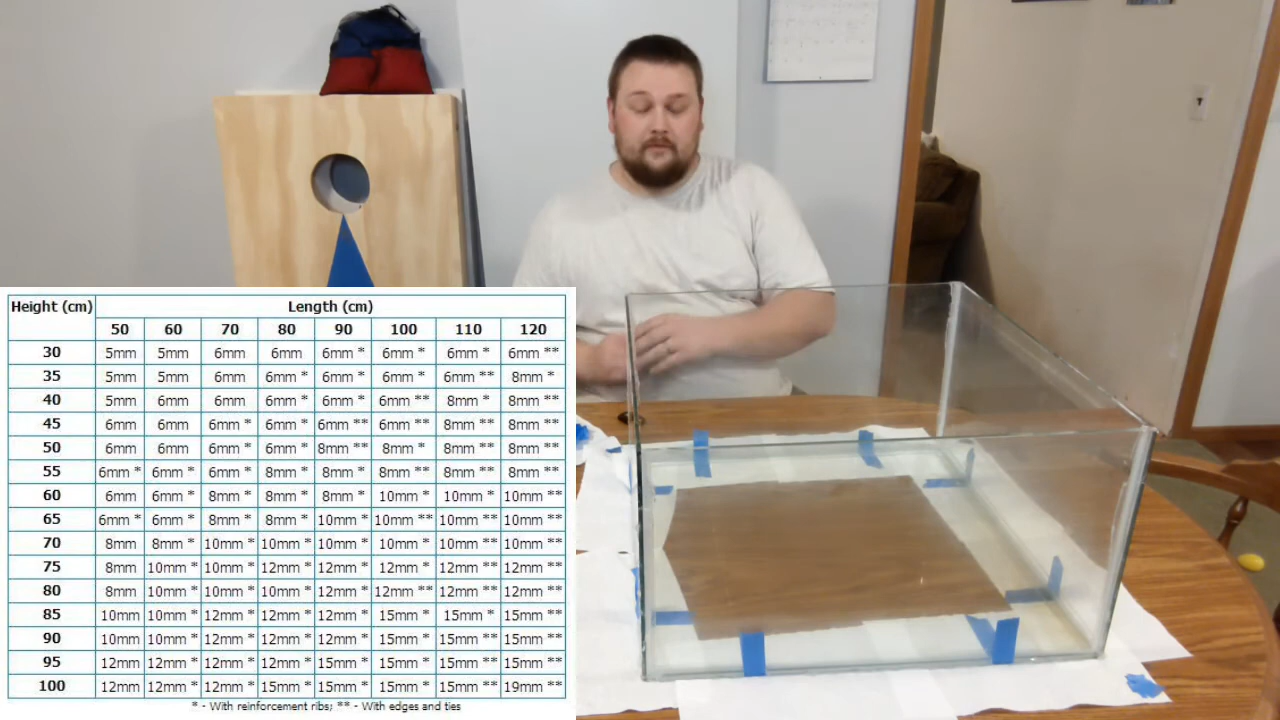 Height (cm) Length (cm)
50 60 70 80 90 100 110 120
30 5mm 5mm 6mm 6mm 6mm * 6mm * 6mm * 6mm **
35 5mm 5mm 6mm 6mm * 6mm * 6mm * 6mm ** 8mm *
40 5mm 6mm 6mm 6mm * 6mm * 6mm ** 8mm * 8mm **
45 6mm 6mm 6mm * 6mm * 6mm ** 6mm ** 8mm ** 8mm **
50 6mm 6mm 6mm * 6mm * 8mm ** 8mm * 8mm ** 8mm **
55 6mm * 6mm * 6mm * 8mm * 8mm * 8mm ** 8mm ** 8mm **
60 6mm 6mm * 8mm * 8mm * 8mm * 10mm * 10mm * 10mm **
65 6mm * 6mm * 8mm * 8mm * 10mm * 10mm ** 10mm ** 10mm **
70 8mm 8mm * 10mm * 10mm * 10mm * 10mm * 10mm ** 10mm **
75 8mm 10mm * 10mm * 12mm * 12mm * 12mm * 12mm ** 12mm **
80 8mm 10mm * 10mm * 10mm * 12mm * 12mm ** 12mm ** 12mm **
85 10mm 10mm * 12mm * 12mm * 12mm * 15mm * 15mm * 15mm **
90 10mm 10mm * 12mm * 12mm * 12mm * 15mm * 15mm ** 15mm **
95 12mm 12mm * 12mm * 12mm * 15mm * 15mm * 15mm ** 15mm **
100 12mm 12mm * 12mm * 15mm * 15mm * 15mm * 15mm ** 19mm **
* - With reinforcement ribs; ** - With edges and ties